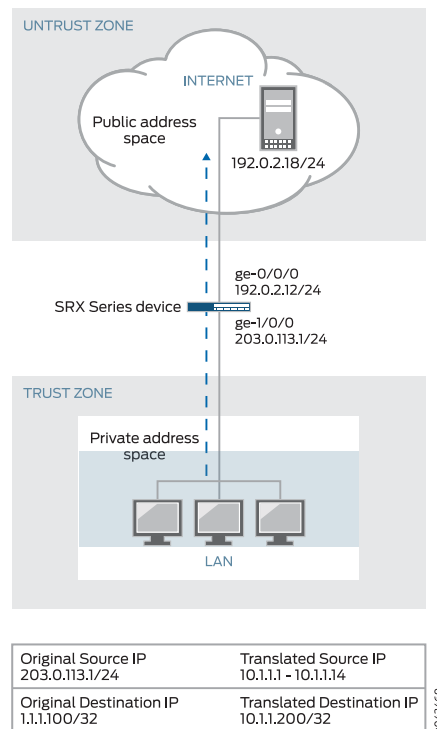 UNTRUST ZONE
INTERNET
Public address
space
192.0.2.18/24
ge-0/0/0
192.0.2.12/24
SRX Series device
ge-1/0/0
203.0.113.1/24
TRUST ZONE
Private address
space
LAN
Original Source IP
203.0.113.1/24
Translated Source IP
10.1.1.1 - 10.1.1.14
Original Destination IP
1.1.1.100/32
Translated Destination IP
10.1.1.200/32